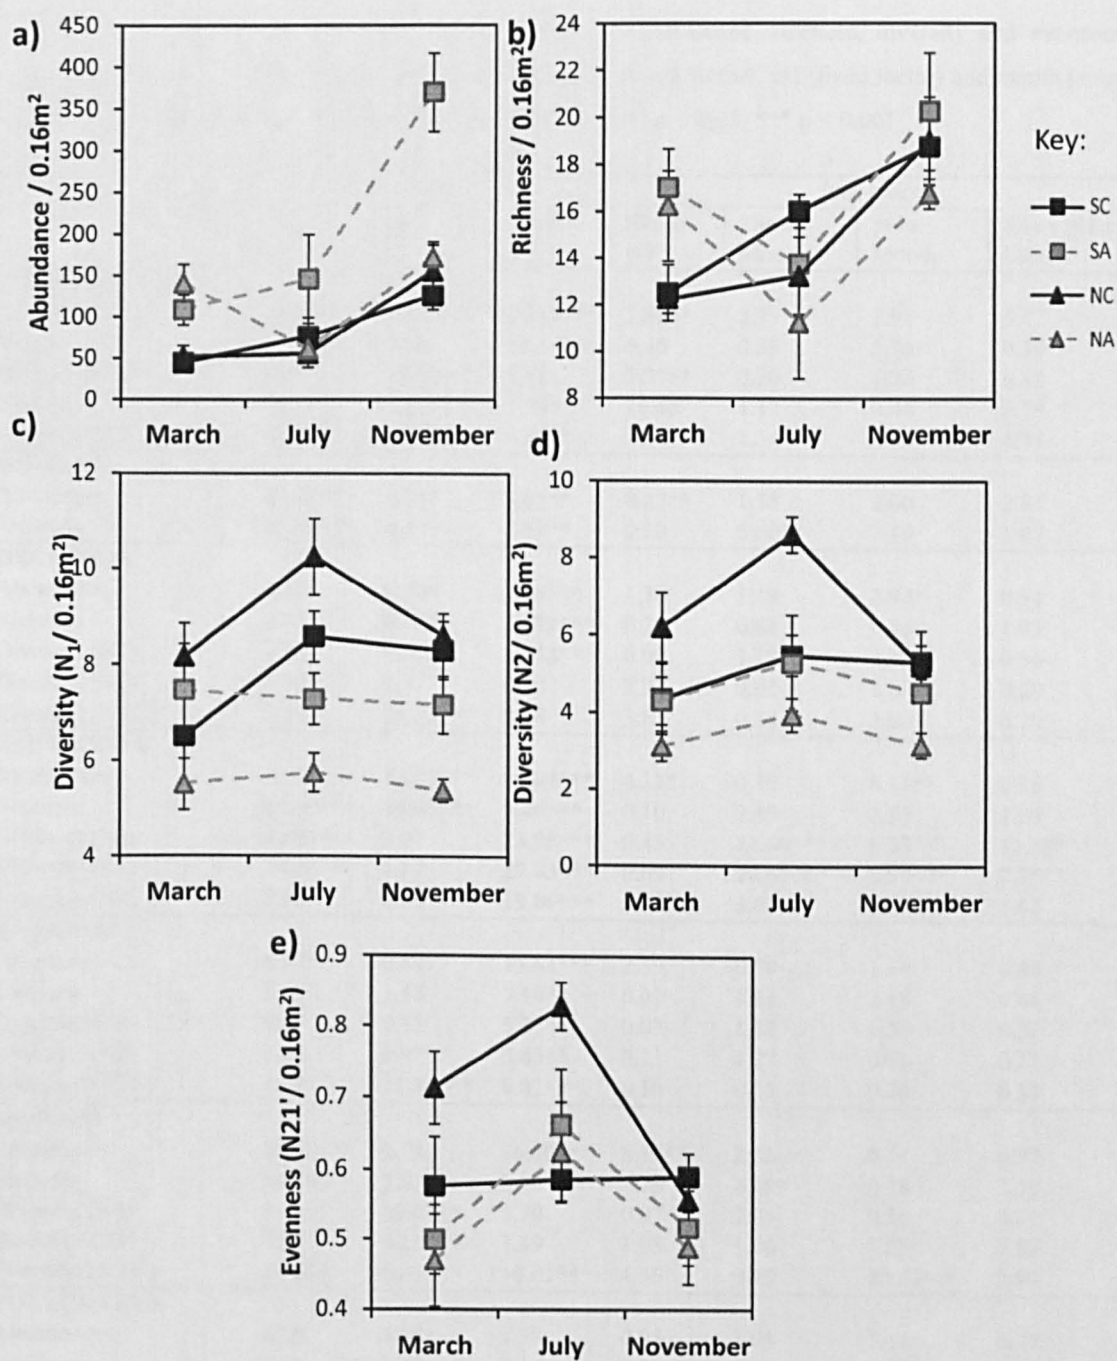 a)
450
400
350
300
250
200
150
100
50
0
Abundance / 0.16m²
March July November
b)
24
22
20
18
16
14
12
10
8
Richness / 0.16m²
March July November
Key:
SC
SA
NC
NA
c)
12
10
8
6
4
Diversity (N₁/ 0.16m²)
March July November
d)
10
8
6
4
2
0
Diversity (N2/ 0.16m²)
March July November
e)
0.9
0.8
0.7
0.6
0.5
0.4
Evenness (N21'/ 0.16m²)
March July November